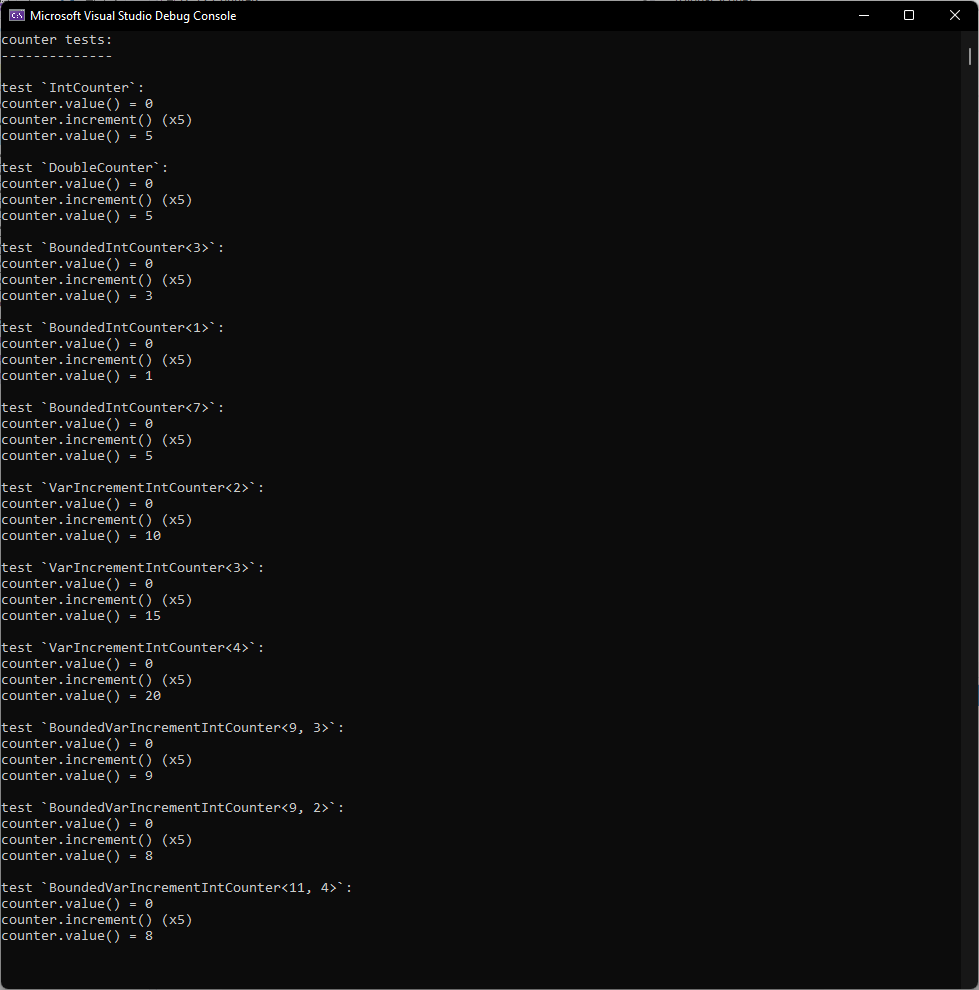 Microsoft Visual Studio Debug Console
counter tests:
--------------
test `IntCounter`:
counter.value() = 0
counter.increment() (x5)
counter.value() = 5
test `DoubleCounter`:
counter.value() = 0
counter.increment() (x5)
counter.value() = 5
test `BoundedIntCounter<3>`:
counter.value() = 0
counter.increment() (x5)
counter.value() = 3
test `BoundedIntCounter<1>`:
counter.value() = 0
counter.increment() (x5)
counter.value() = 1
test `BoundedIntCounter<7>`:
counter.value() = 0
counter.increment() (x5)
counter.value() = 5
test `VarIncrementIntCounter<2>`:
counter.value() = 0
counter.increment() (x5)
counter.value() = 10
test `VarIncrementIntCounter<3>`:
counter.value() = 0
counter.increment() (x5)
counter.value() = 15
test `VarIncrementIntCounter<4>`:
counter.value() = 0
counter.increment() (x5)
counter.value() = 20
test `BoundedVarIncrementIntCounter<9, 3>`:
counter.value() = 0
counter.increment() (x5)
counter.value() = 9
test `BoundedVarIncrementIntCounter<9, 2>`:
counter.value() = 0
counter.increment() (x5)
counter.value() = 8
test `BoundedVarIncrementIntCounter<11, 4>`:
counter.value() = 0
counter.increment() (x5)
counter.value() = 8